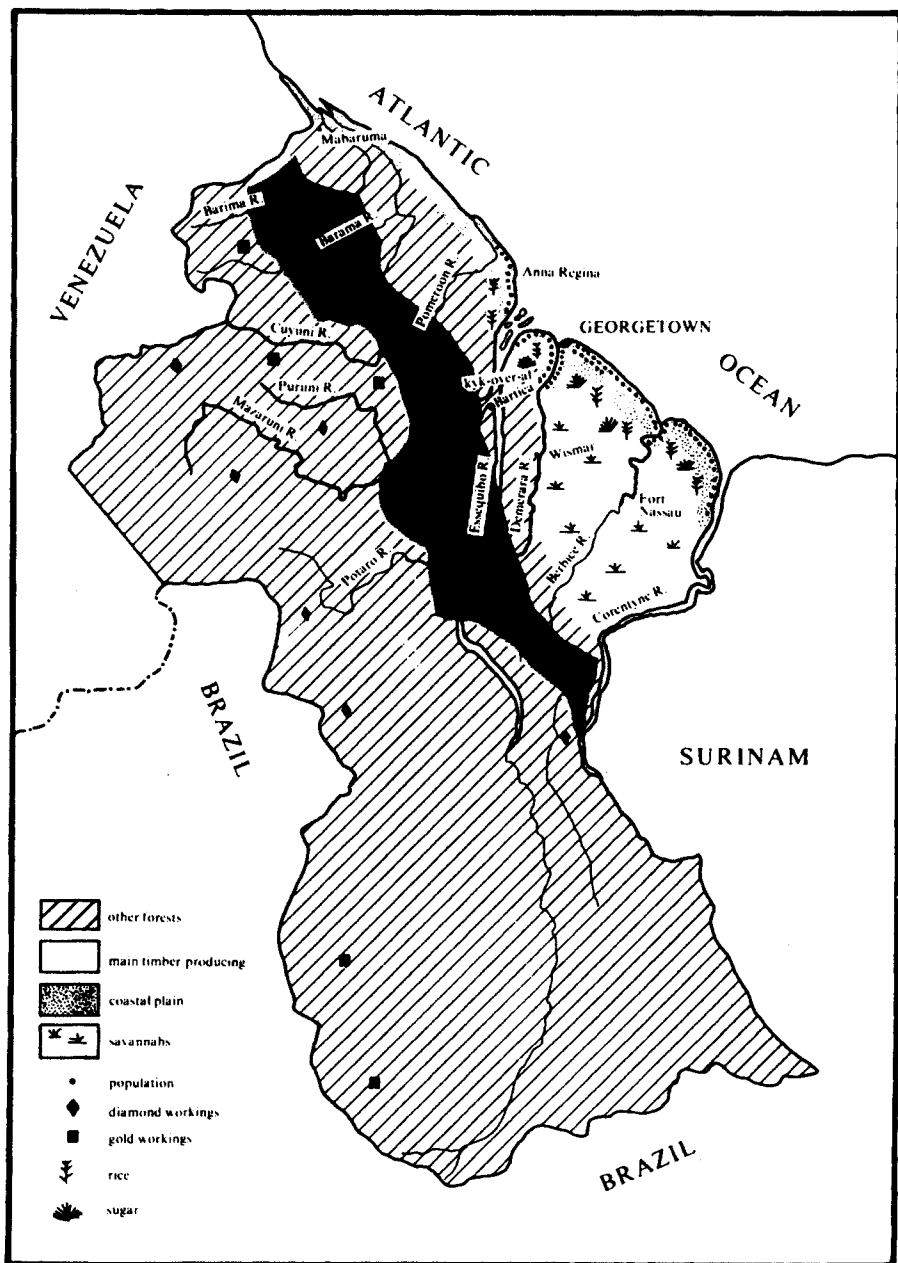 ATLANTIC
Mabaruma
VENEZUELA
Barima R.
Barama R.
Pomeroon R.
Anna Regina
GEORGETOWN
OCEAN
Cuyuni R.
Puruni R.
Mazaruni R.
kyk-over-al
Bartica
Wismar
Essequibo R.
Demerara R.
Fort
Nassau
Berbice R.
Potaro R.
Corentyne R.
BRAZIL
SURINAM
other forests
main timber producing
coastal plain
savannahs
population
diamond workings
gold workings
rice
sugar
BRAZIL